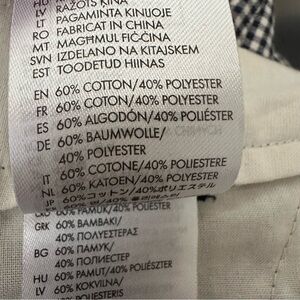 HU
LV RAŽOTS ĶĪNĀ
LT PAGAMINTA KINIJOJE
RO FABRICAT IN CHINA
MT MAGĦMUL FIĊ-ĊINA
SVN IZDELANO NA KITAJSKEM
EST TOODETUD HIINAS
EN 60% COTTON/40% POLYESTER
FR 60% COTON/40% POLYESTER
ES 60% ALGODÓN/40% POLIÉSTER
DE 60% BAUMWOLLE/
40% POLYESTER
IT 60% COTONE/40% POLIESTERE
NL 60% KATOEN/40% POLYESTER
JP 60%コットン/40%ポリエステル
60% PAMUK/40% POLIESTER
GRK 60% ΒΑΜΒΑΚΙ/
40% ΠΟΛΥΕΣΤΕΡΑΣ
BG 60% ПАМУК/
40% ПОЛИЕСТЕР
HU 60% PAMUT/40% POLIÉSZTER
LV 60% KOKVILNA/